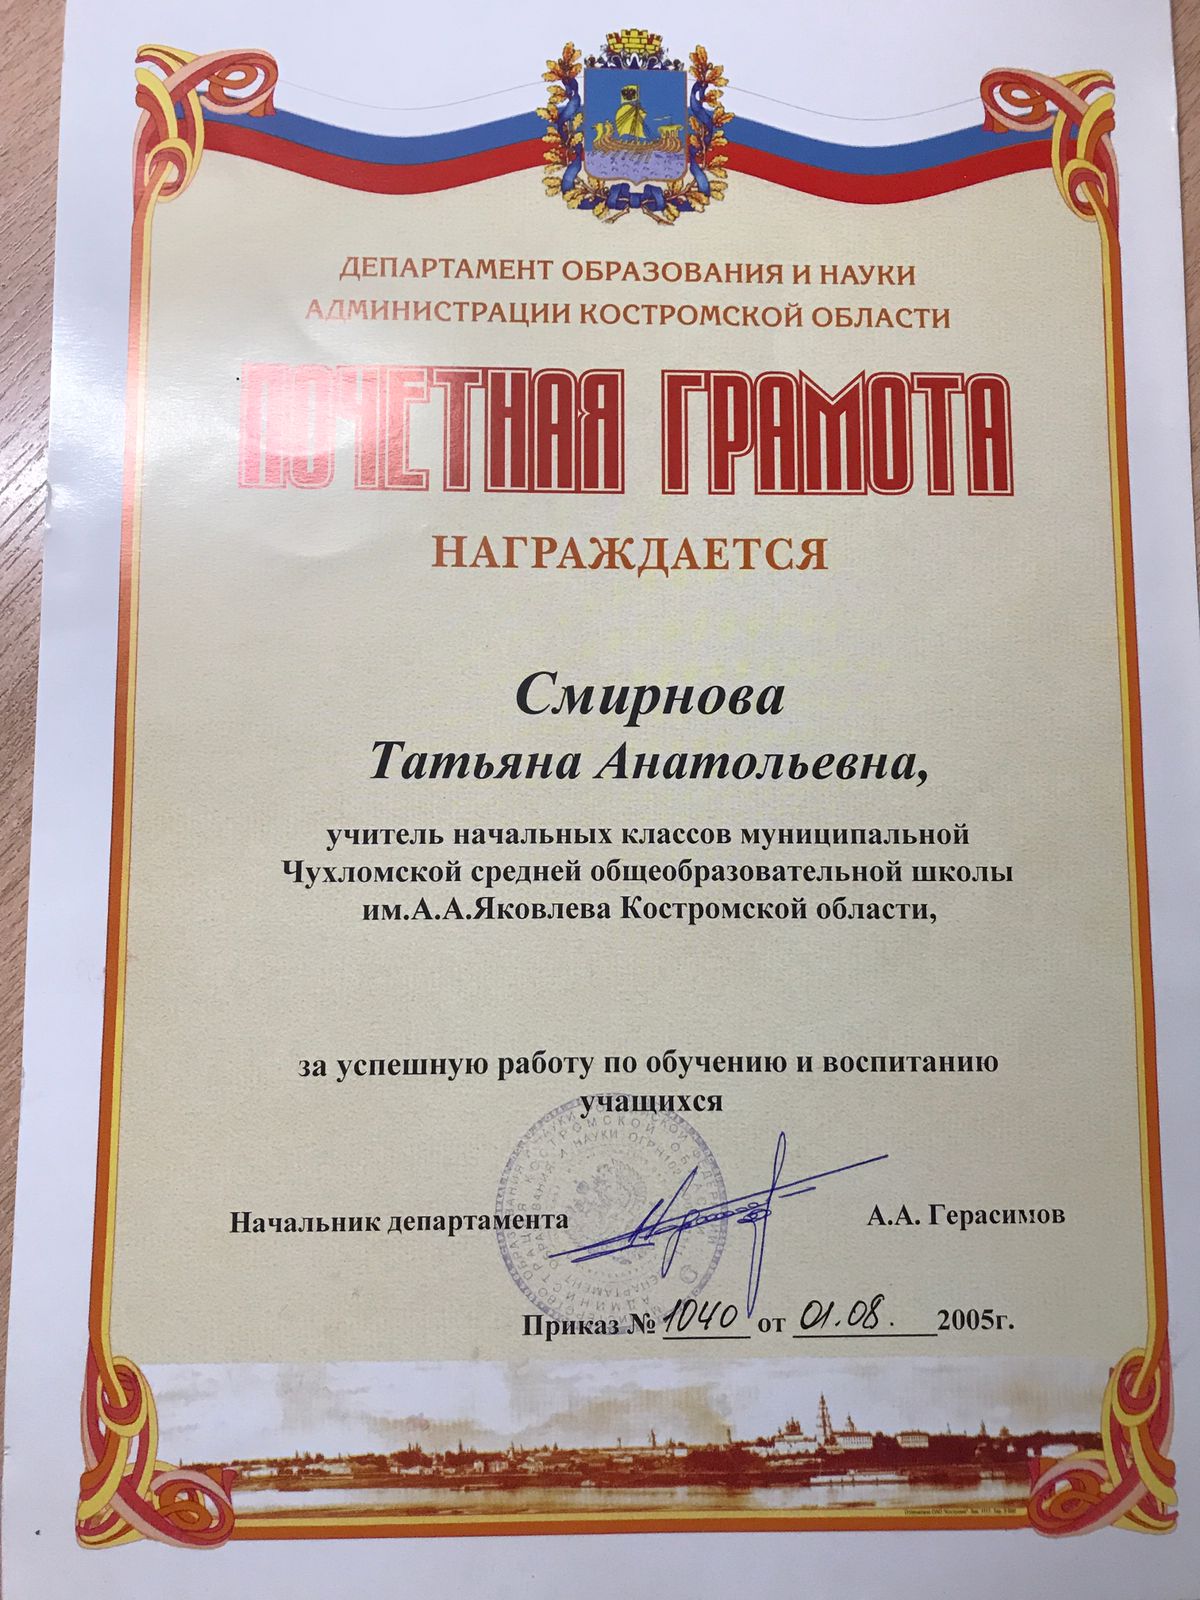 ДЕПАРТАМЕНТ ОБРАЗОВАНИЯ И НАУКИ
АДМИНИСТРАЦИИ КОСТРОМСКОЙ ОБЛАСТИ
ПОЧЕТНАЯ ГРАМОТА
НАГРАЖДАЕТСЯ
Смирнова
Татьяна Анатольевна,
учитель начальных классов муниципальной
Чухломской средней общеобразовательной школы
им.А.А.Яковлева Костромской области,
за успешную работу по обучению и воспитанию
учащихся
Начальник департамента А.А. Герасимов
Приказ № 1040 от 01.08. 2005г.